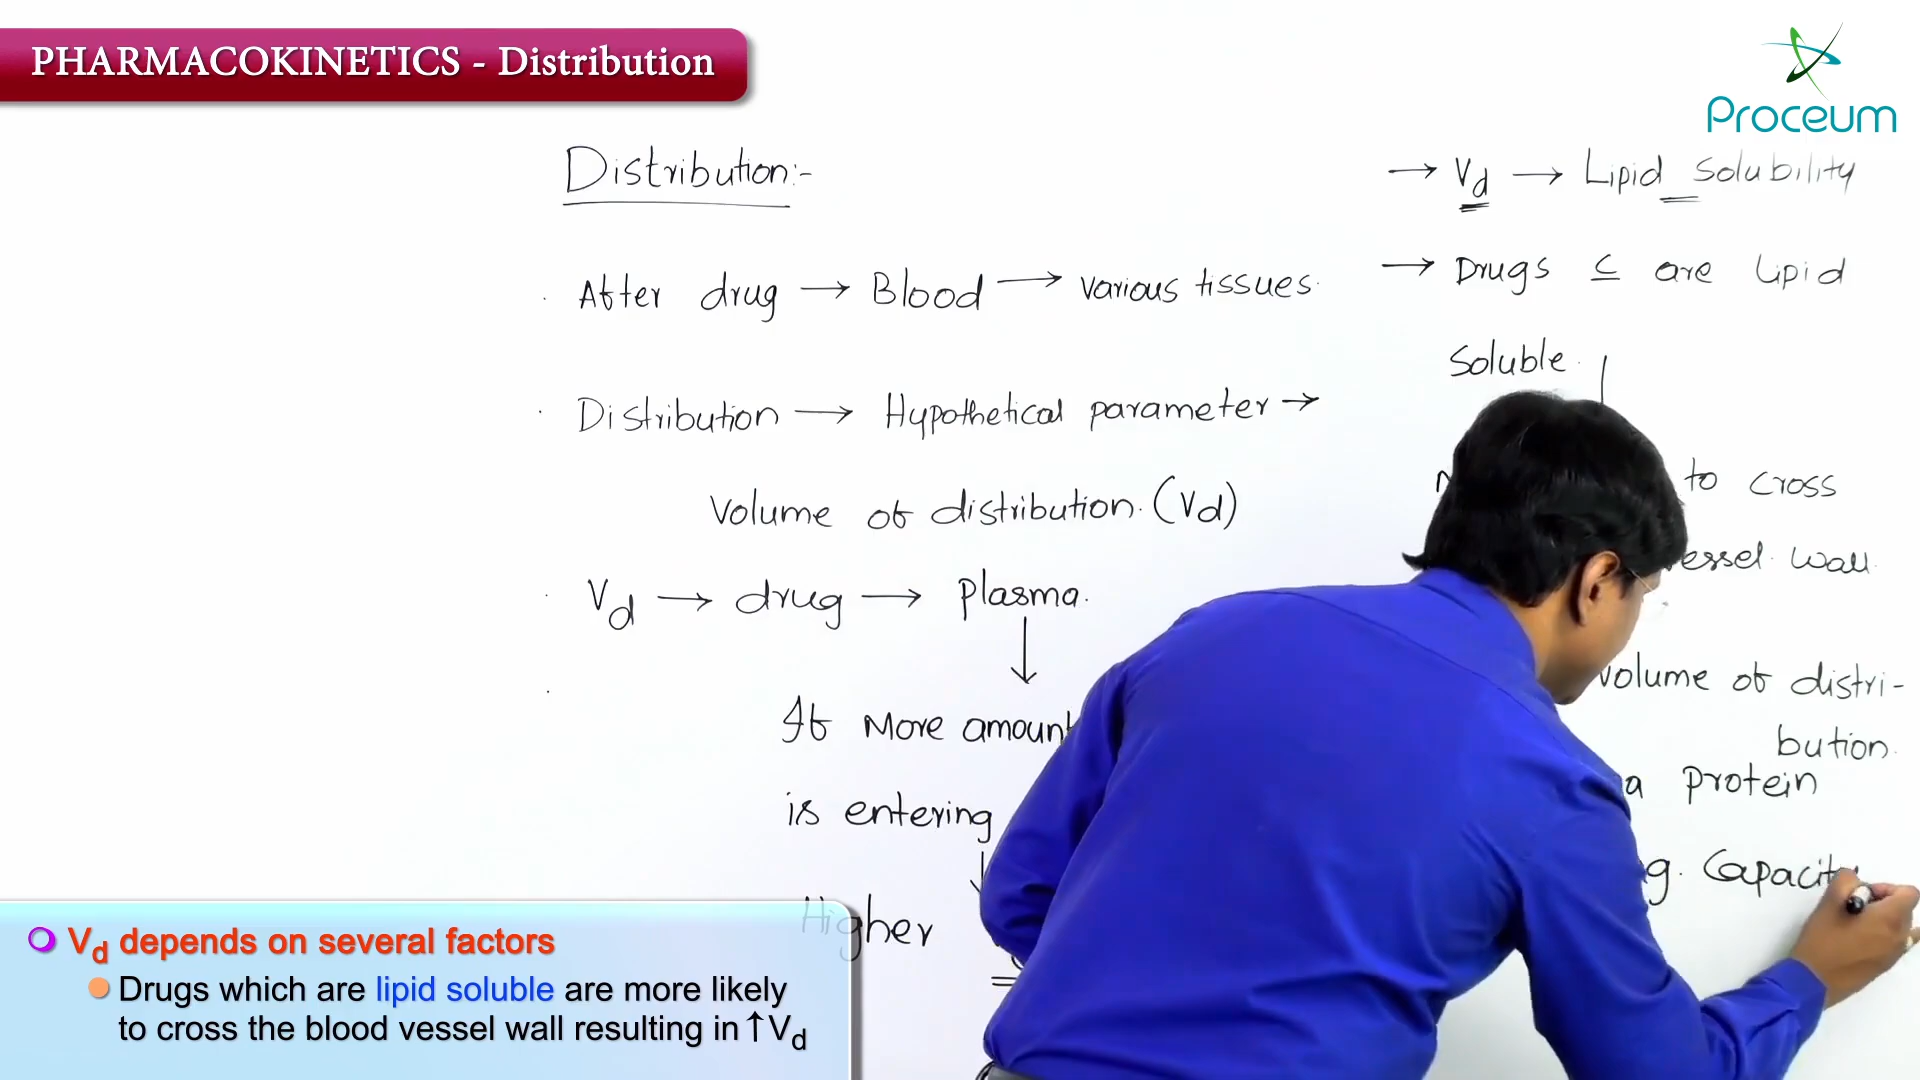 PHARMACOKINETICS - Distribution
Proceum
Distribution:-
After drug → Blood → various tissues.
Distribution → Hypothetical parameter →
Volume of distribution. (Vd)
Vd → drug → plasma.
↓
If More amount
is entering
↓
Higher
→ Vd → Lipid solubility
→ Drugs c are lipid
Soluble.
to cross
wall.
volume of distri-
bution.
protein
Capacity
Vd depends on several factors
Drugs which are lipid soluble are more likely
to cross the blood vessel wall resulting in ↑Vd